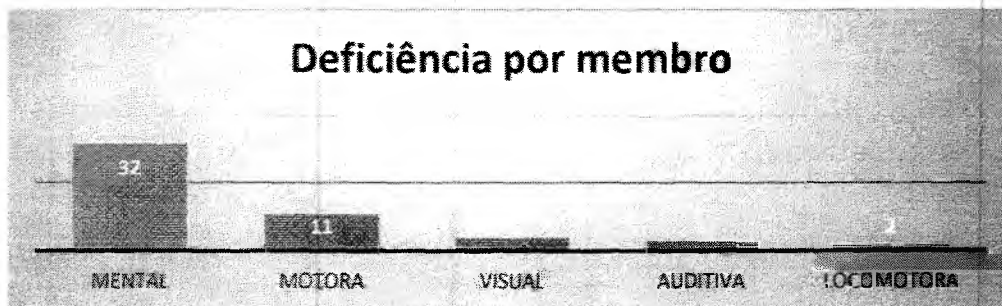 Deficiência por membro
32
11
MENTAL
MOTORA
VISUAL
AUDITIVA
LOCOMOTORA